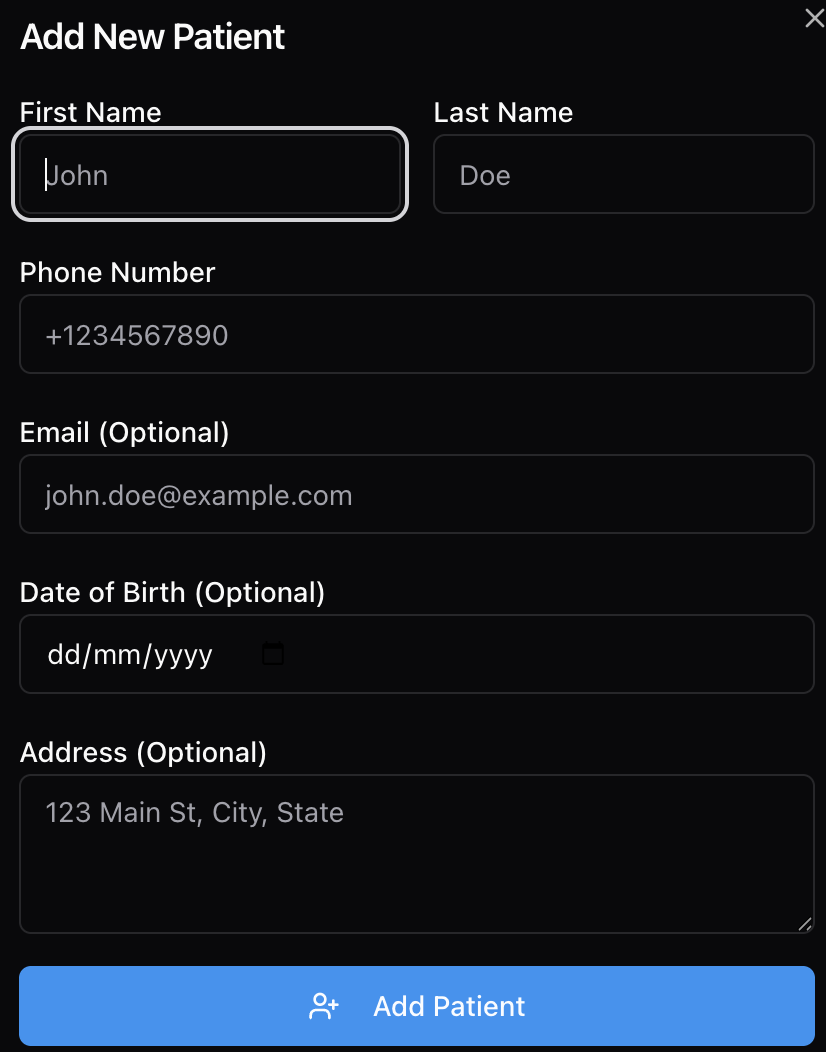 Add New Patient
First Name
Last Name
John
Doe
Phone Number
+1234567890
Email (Optional)
john.doe@example.com
Date of Birth (Optional)
dd/mm/yyyy
Address (Optional)
123 Main St, City, State
Add Patient